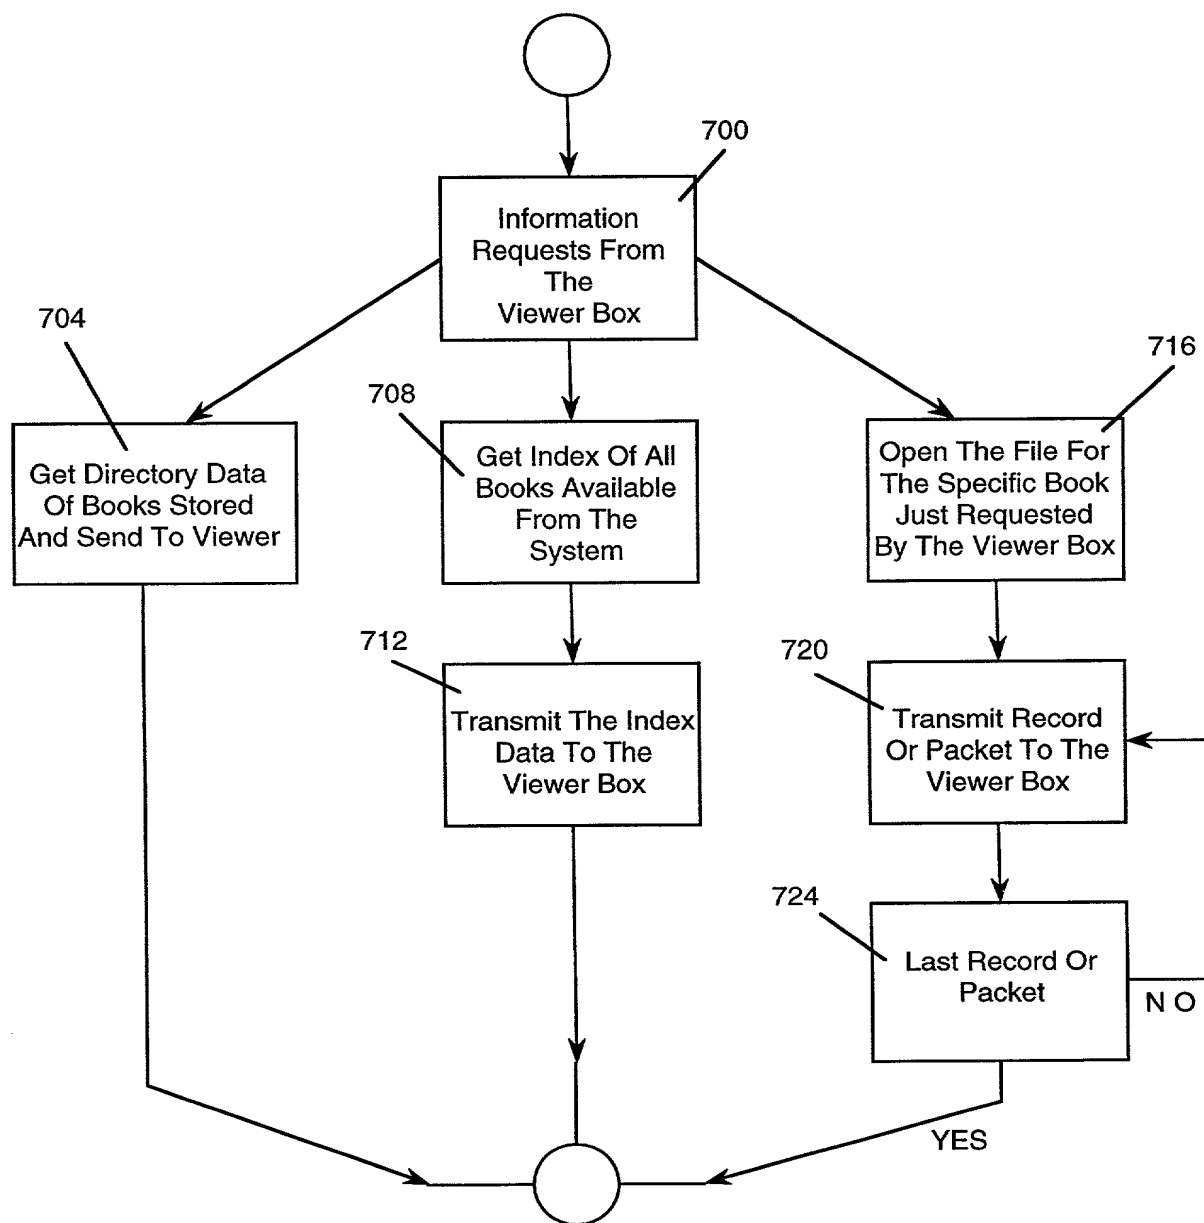 700
Information
Requests From
The
Viewer Box
704
Get Directory Data
Of Books Stored
And Send To Viewer
708
Get Index Of All
Books Available
From The
System
716
Open The File For
The Specific Book
Just Requested
By The Viewer Box
712
Transmit The Index
Data To The
Viewer Box
720
Transmit Record
Or Packet To The
Viewer Box
724
Last Record Or
Packet
N O
YES